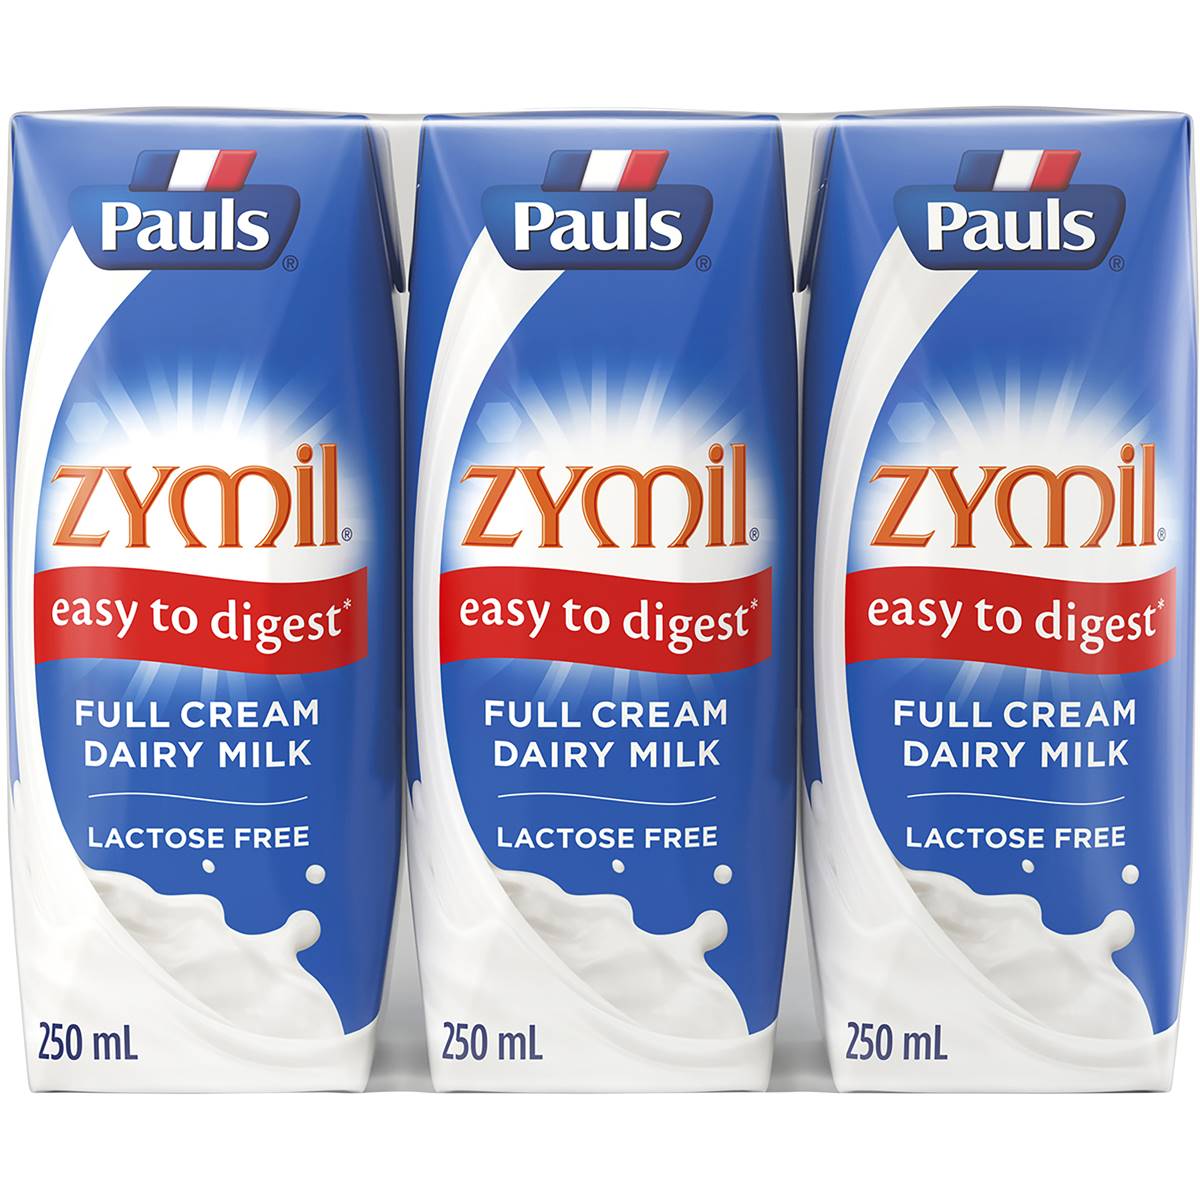 Pauls®
zymil®
easy to digest*
FULL CREAM
DAIRY MILK
LACTOSE FREE
250 mL
Pauls®
zymil®
easy to digest*
FULL CREAM
DAIRY MILK
LACTOSE FREE
250 mL
Pauls®
zymil®
easy to digest*
FULL CREAM
DAIRY MILK
LACTOSE FREE
250 mL